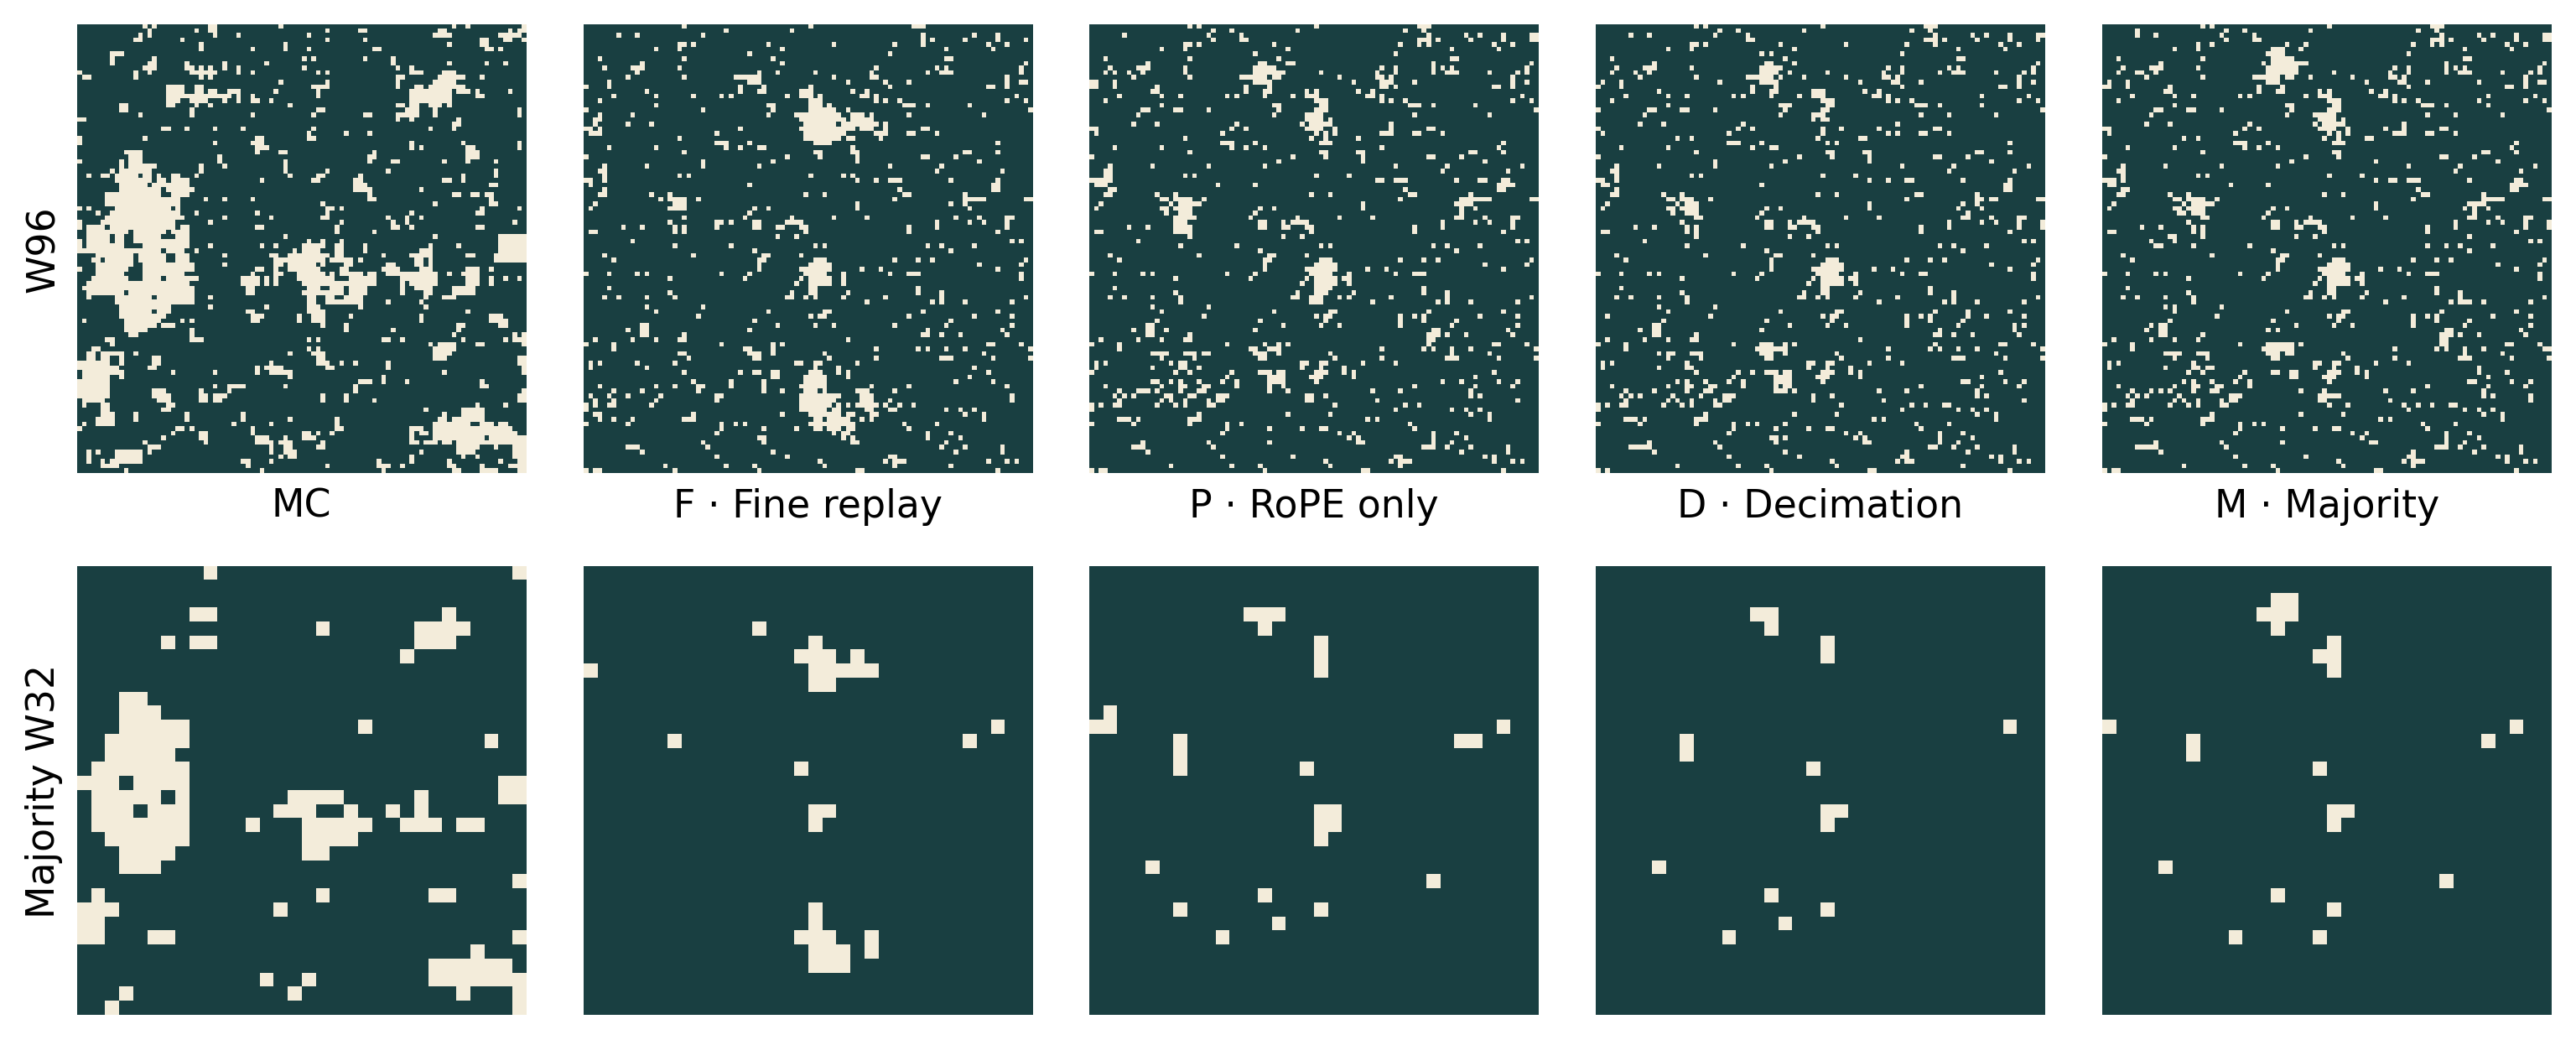 W96
MC
F · Fine replay
P · RoPE only
D · Decimation
M · Majority
Majority W32